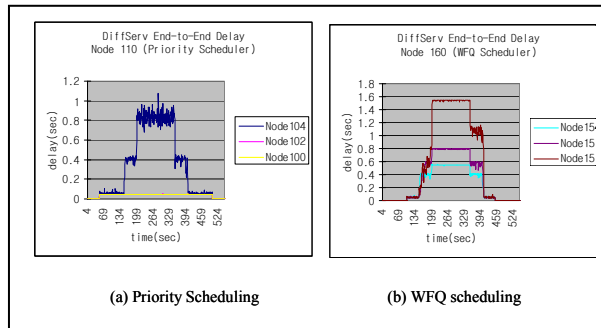 DiffServ End-to-End Delay
Node 110 (Priority Scheduler)
delay(sec)
1.2
1
0.8
0.6
0.4
0.2
0
4
69
134
199
264
329
394
459
524
time(sec)
Node104
Node102
Node100
(a) Priority Scheduling
DiffServ End-to-End Delay
Node 160 (WFQ Scheduler)
delay(sec)
1.8
1.6
1.4
1.2
1
0.8
0.6
0.4
0.2
0
4
69
134
199
264
329
394
459
524
time(sec)
Node154
Node15
Node15
(b) WFQ scheduling